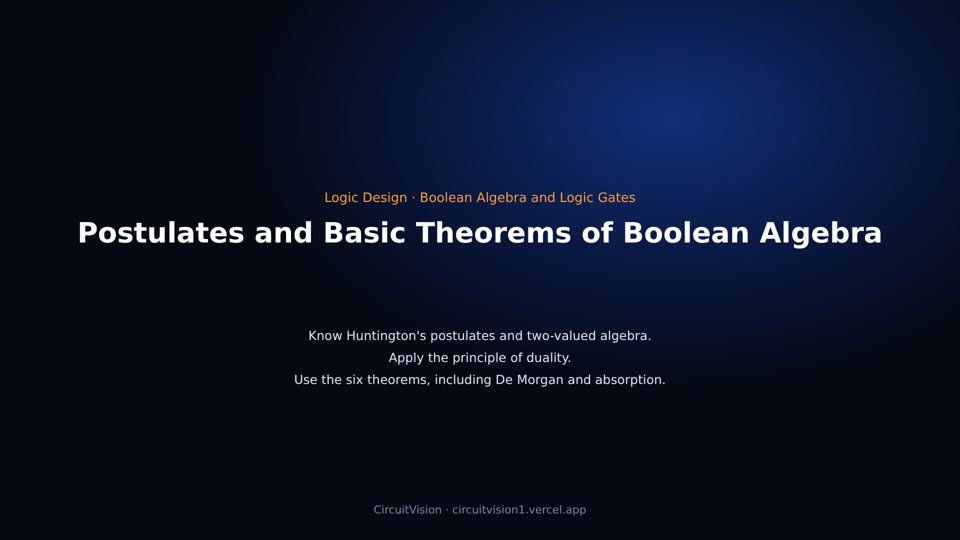 Logic Design · Boolean Algebra and Logic Gates
Postulates and Basic Theorems of Boolean Algebra
Know Huntington's postulates and two-valued algebra.
Apply the principle of duality.
Use the six theorems, including De Morgan and absorption.
CircuitVision · circuitvision1.vercel.app